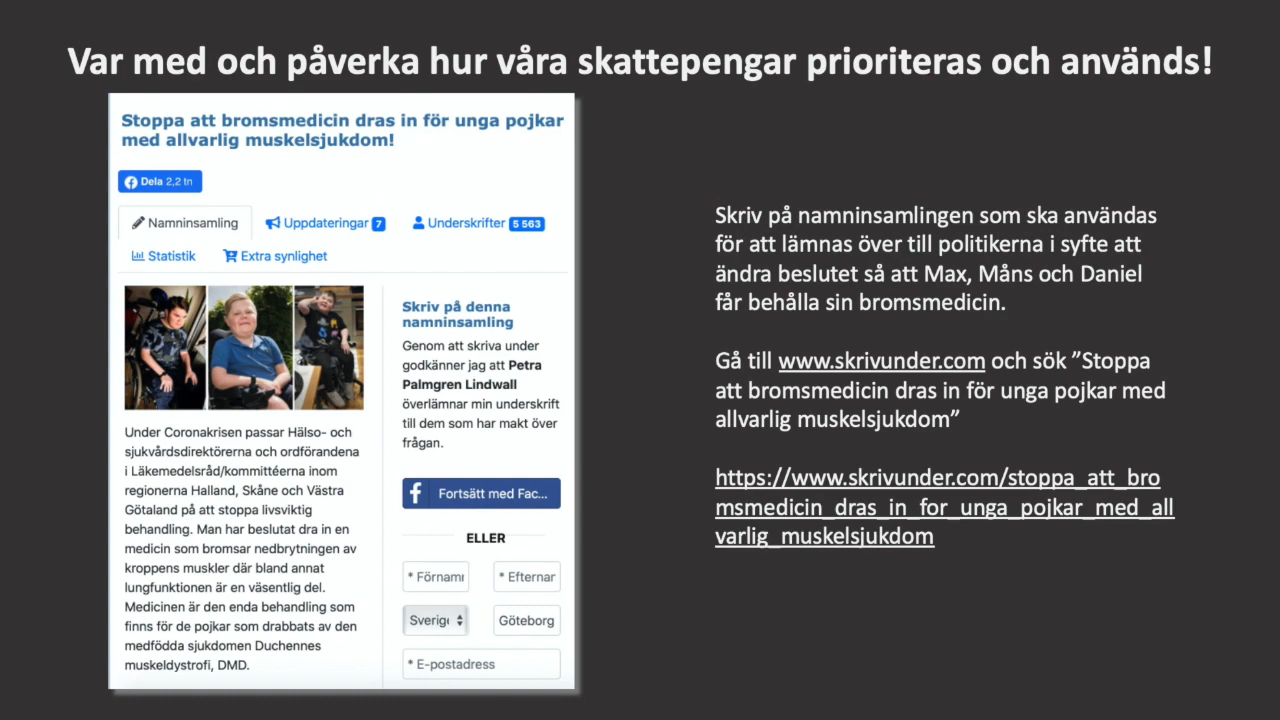 Var med och påverka hur våra skattepengar prioriteras och används!
Stoppa att bromsmedicin dras in för unga pojkar
med allvarlig muskelsjukdom!
Dela 2,2 tn
Namninsamling
Uppdateringar 7
Underskrifter 5 563
Statistik
Extra synlighet
Under Coronakrisen passar Hälso- och
sjukvårdsdirektörerna och ordförandena
i Läkemedelsråd/kommittéerna inom
regionerna Halland, Skåne och Västra
Götaland på att stoppa livsviktig
behandling. Man har beslutat dra in en
medicin som bromsar nedbrytningen av
kroppens muskler där bland annat
lungfunktionen är en väsentlig del.
Medicinen är den enda behandling som
finns för de pojkar som drabbats av den
medfödda sjukdomen Duchennes
muskeldystrofi, DMD.
Skriv på denna
namninsamling
Genom att skriva under
godkänner jag att Petra
Palmgren Lindwall
överlämnar min underskrift
till dem som har makt över
frågan.
Fortsätt med Fac...
ELLER
* Förnamn
* Efternar
Sverige
Göteborg
* E-postadress
Skriv på namninsamlingen som ska användas
för att lämnas över till politikerna i syfte att
ändra beslutet så att Max, Måns och Daniel
får behålla sin bromsmedicin.
Gå till www.skrivunder.com och sök ”Stoppa
att bromsmedicin dras in för unga pojkar med
allvarlig muskelsjukdom”
https://www.skrivunder.com/stoppa_att_bro
msmedicin_dras_in_for_unga_pojkar_med_all
varlig_muskelsjukdom